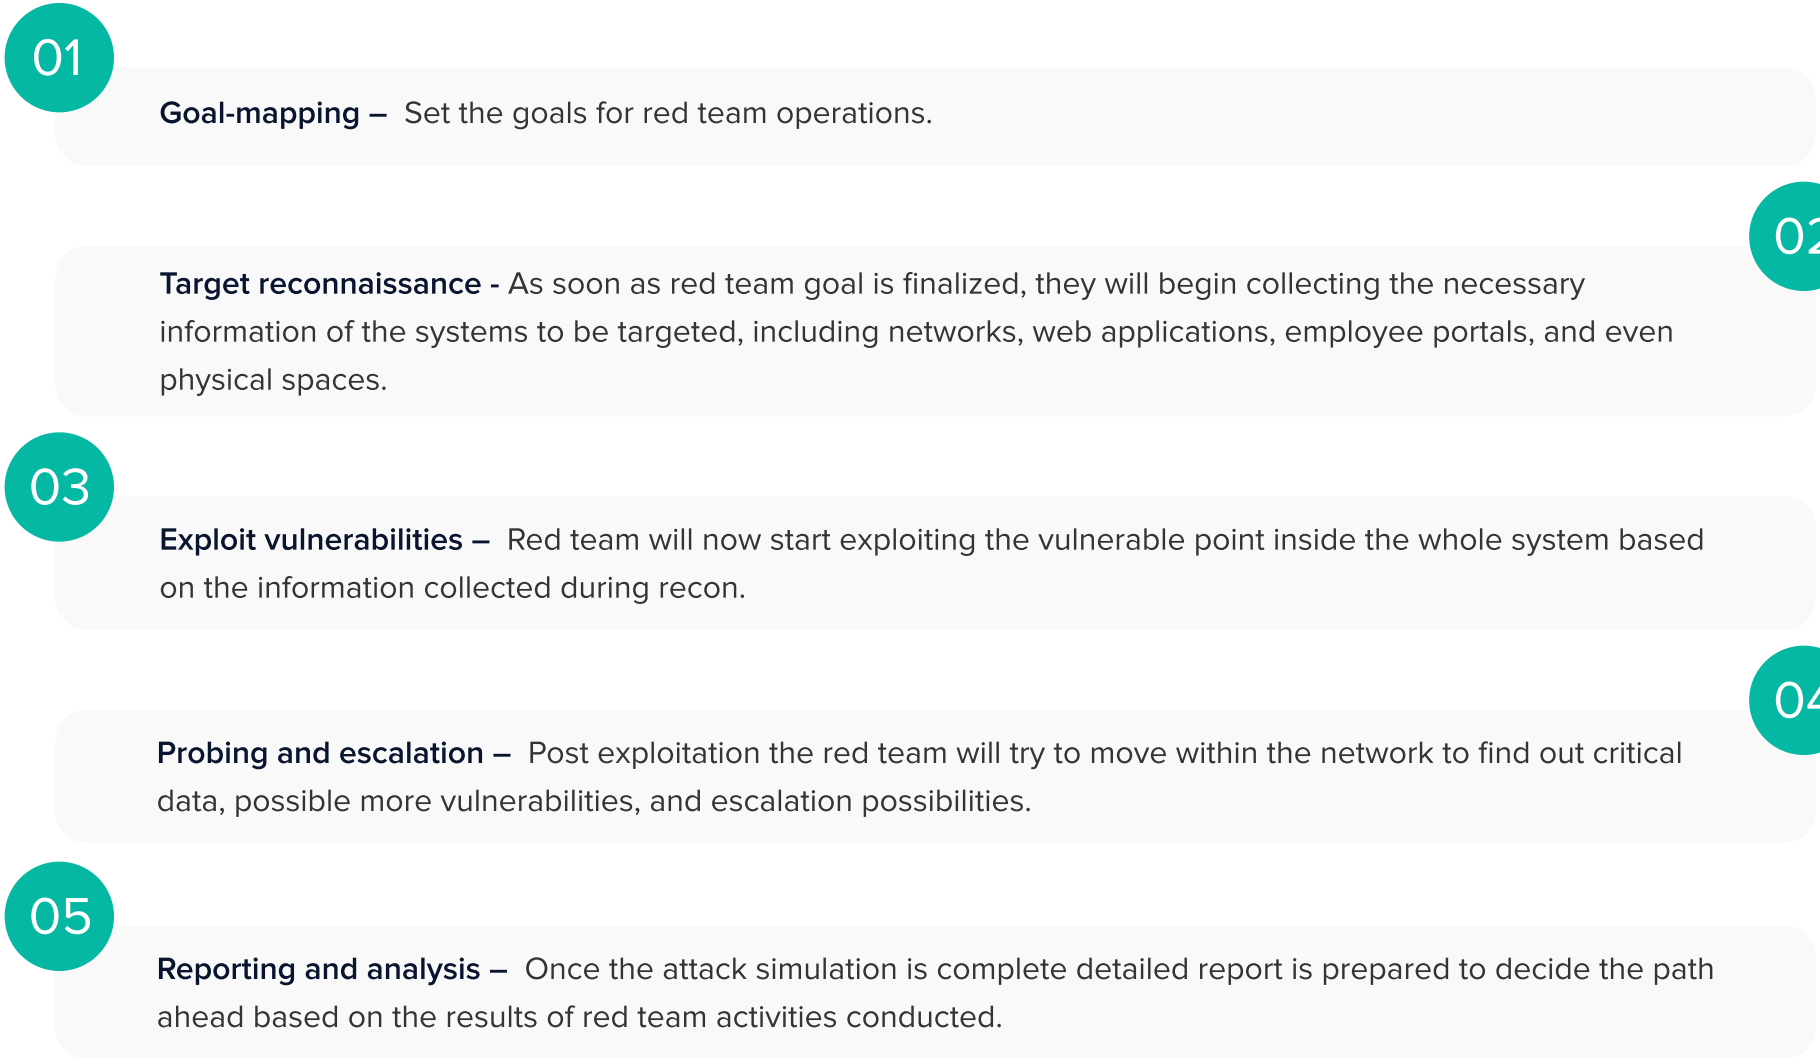 01
Goal-mapping – Set the goals for red team operations.
02
Target reconnaissance - As soon as red team goal is finalized, they will begin collecting the necessary
information of the systems to be targeted, including networks, web applications, employee portals, and even
physical spaces.
03
Exploit vulnerabilities – Red team will now start exploiting the vulnerable point inside the whole system based
on the information collected during recon.
04
Probing and escalation – Post exploitation the red team will try to move within the network to find out critical
data, possible more vulnerabilities, and escalation possibilities.
05
Reporting and analysis – Once the attack simulation is complete detailed report is prepared to decide the path
ahead based on the results of red team activities conducted.